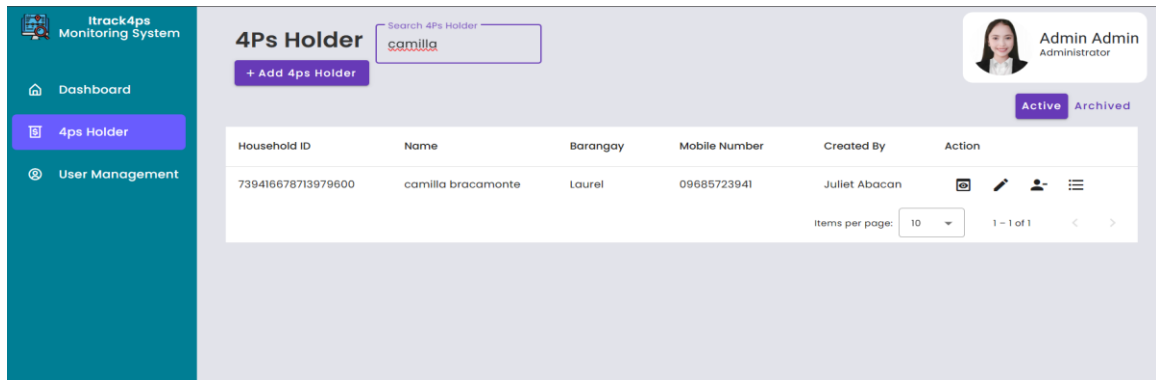 Itrack4ps
Monitoring System
Dashboard
4ps Holder
User Management
4Ps Holder
Search 4Ps Holder
camilla
+ Add 4ps Holder
Admin Admin
Administrator
Active Archived
Household ID Name Barangay Mobile Number Created By Action
739416678713979600 camilla bracamonte Laurel 09685723941 Juliet Abacan
Items per page: 10 1 – 1 of 1